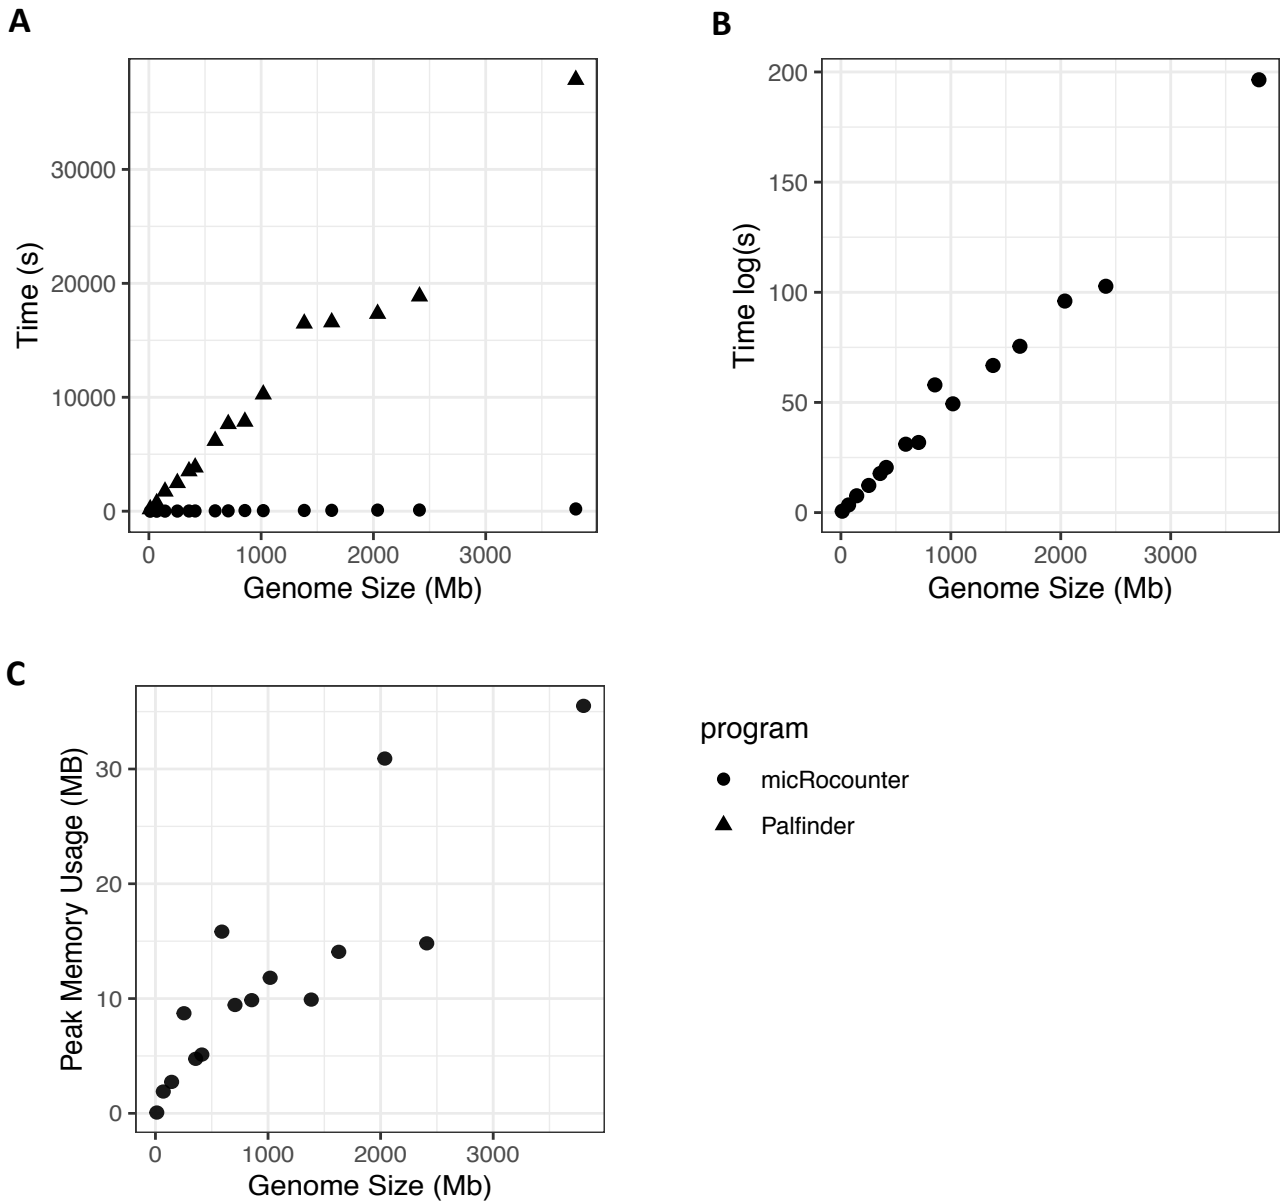 A
30000
20000
10000
0
Time (s)
0 1000 2000 3000
Genome Size (Mb)
B
200
150
100
50
0
Time log(s)
0 1000 2000 3000
Genome Size (Mb)
C
30
20
10
0
Peak Memory Usage (MB)
0 1000 2000 3000
Genome Size (Mb)
program
micRocounter
Palfinder